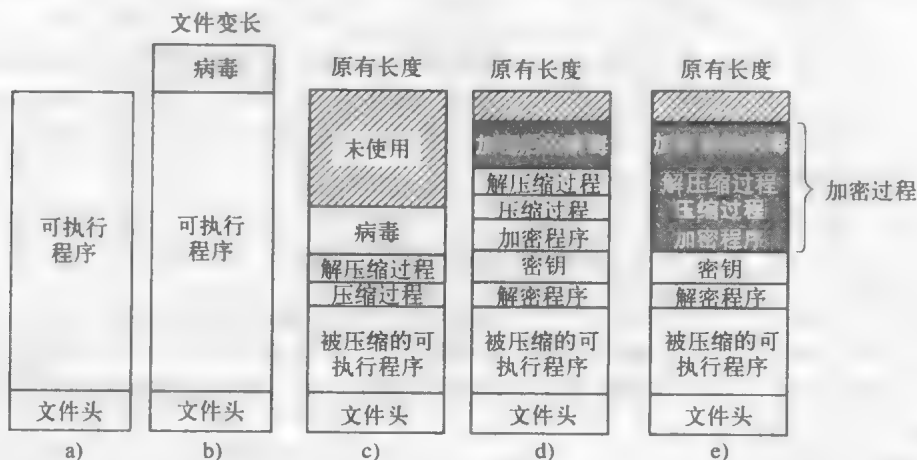 文件变长
病毒
可执行
程序
文件头
a)
可执行
程序
文件头
b)
原有长度
未使用
病毒
解压缩过程
压缩过程
被压缩的可
执行程序
文件头
c)
原有长度
解压缩过程
压缩过程
加密程序
密钥
解密程序
被压缩的可
执行程序
文件头
d)
原有长度
解压缩过程
压缩过程
加密程序
加密过程
密钥
解密程序
被压缩的可
执行程序
文件头
e)